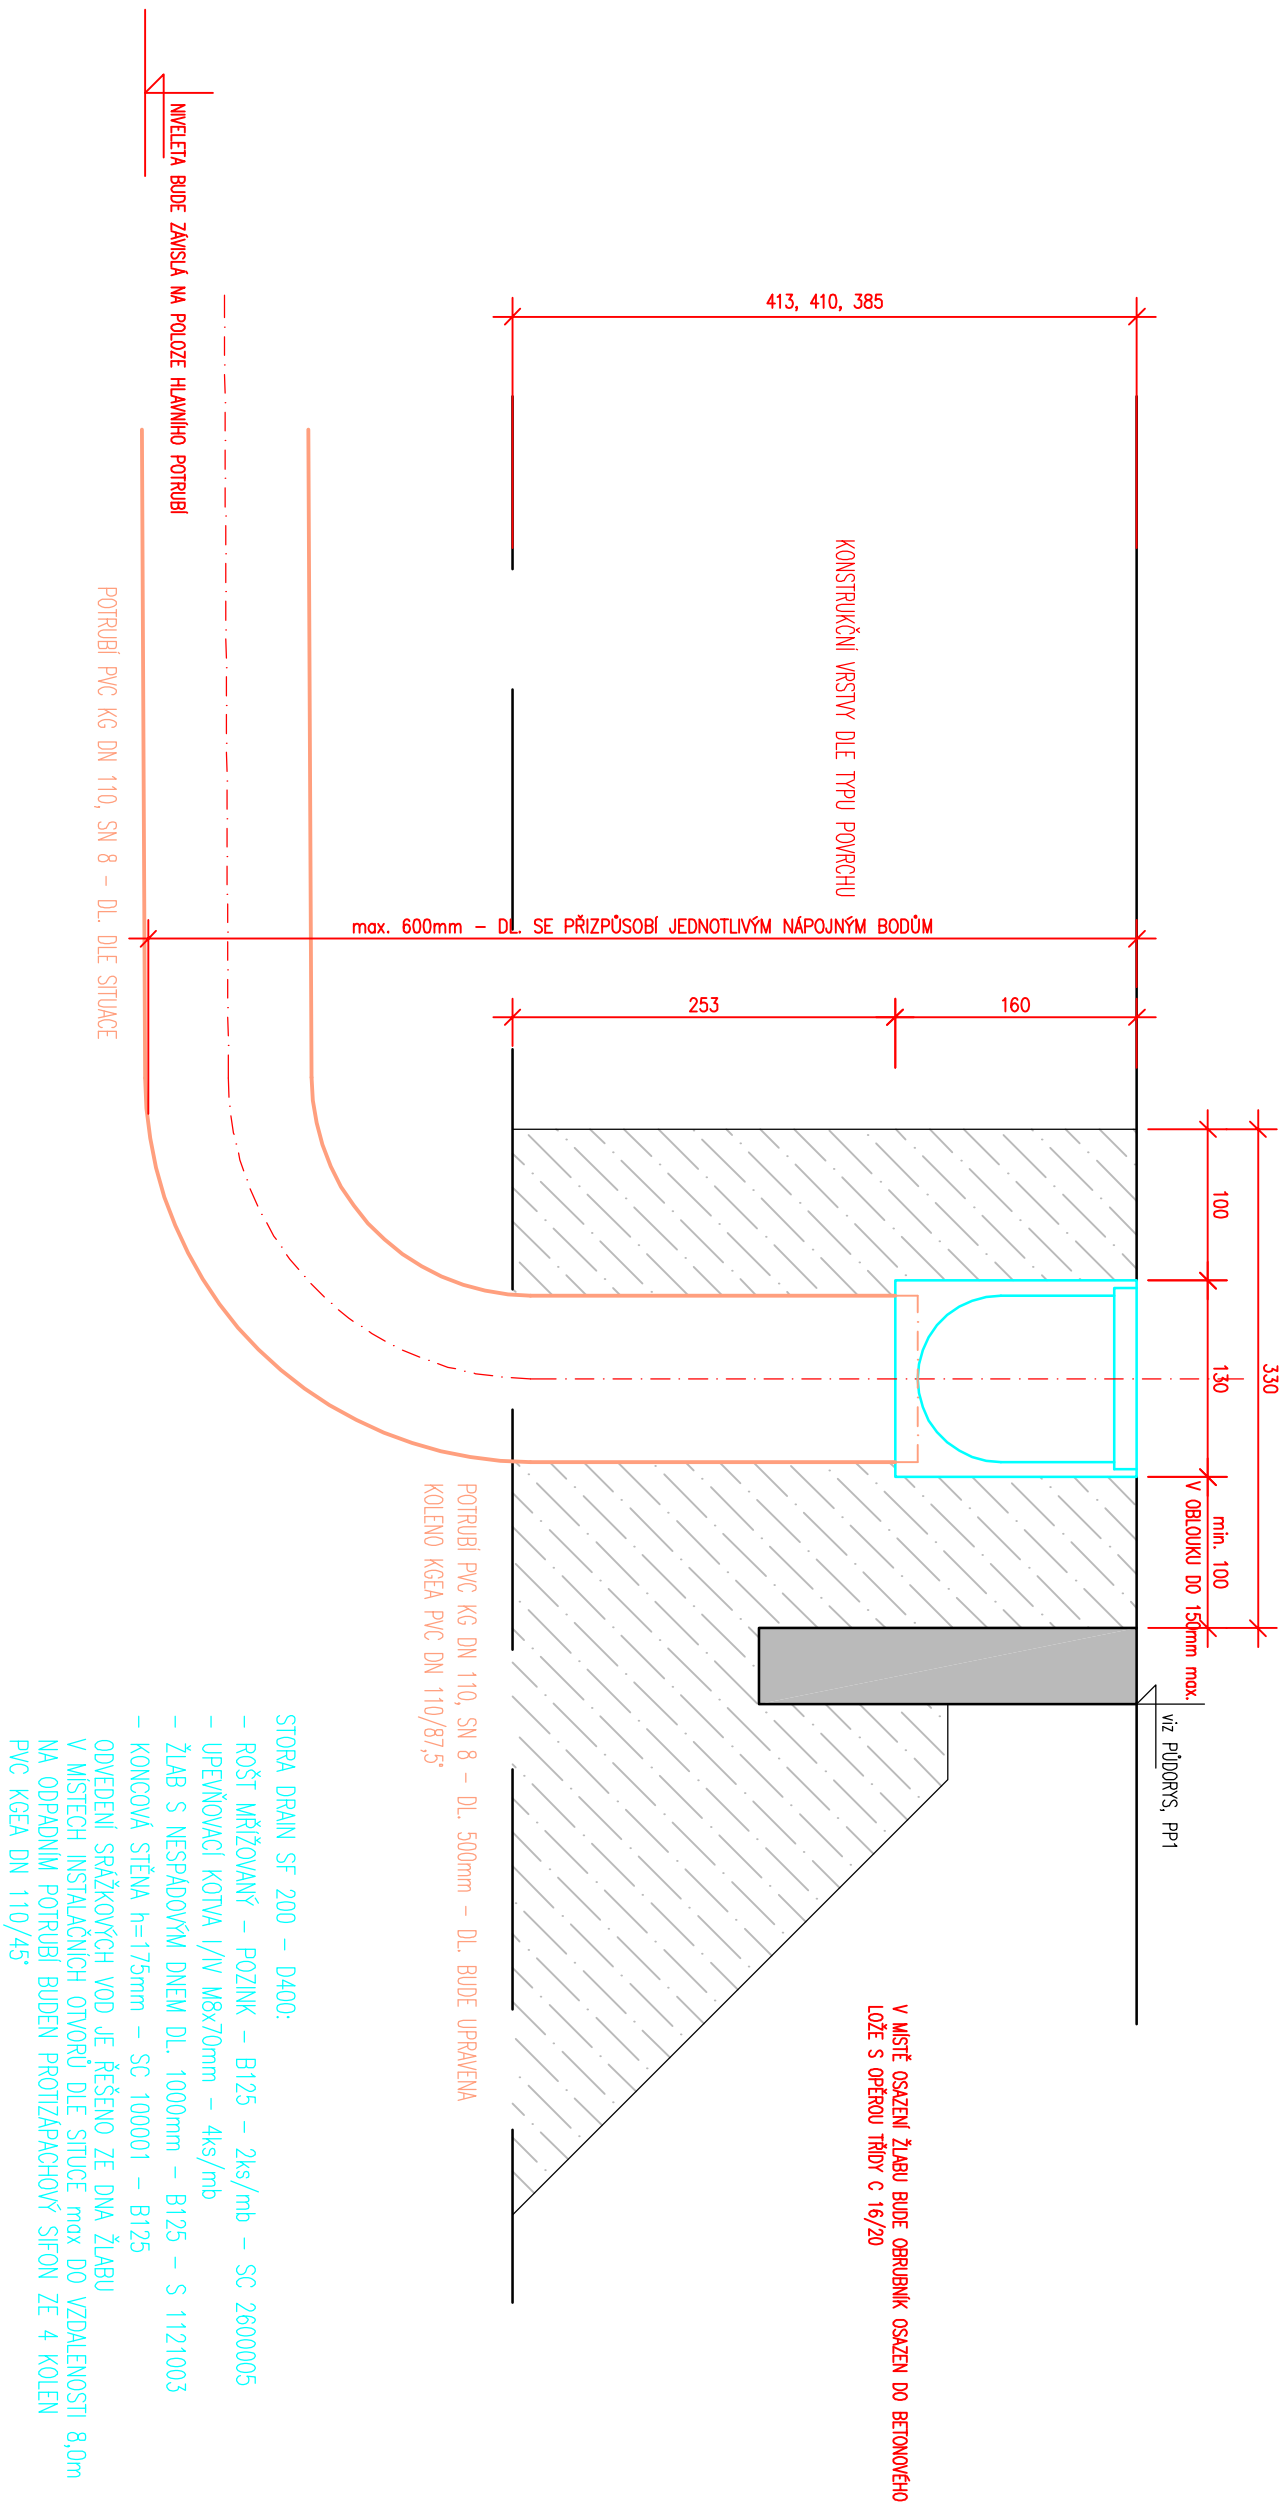 330
100
130
min. 100
V OBLOUKU DO 150mm max.
viz PŮDORYS, PP1
413, 410, 385
KONSTRUKČNÍ VRSTVY DLE TYPU POVRCHU
max. 600mm – DL. SE PŘIZPŮSOBÍ JEDNOTLIVÝM NÁPOJNÝM BODŮM
160
253
V MÍSTĚ OSAZENÍ ŽLABU BUDE OBRUBNÍK OSAZEN DO BETONOVÉHO
LOŽE S OPĚROU TŘÍDY C 16/20
POTRUBÍ PVC KG DN 110, SN 8 – DL. 500mm – DL. BUDE UPRAVENA
KOLENO KGEA PVC DN 110/87,5°
NIVELETA BUDE ZÁVISLÁ NA POLOZE HLAVNÍHO POTRUBÍ
POTRUBÍ PVC KG DN 110, SN 8 – DL. DLE SITUACE
STORA DRAIN SF 200 – D400:
– ROŠT MŘÍŽOVANÝ – POZINK – B125 – 2ks/mb – SC 2600005
– UPEVŇOVACÍ KOTVA I/IV M8x70mm – 4ks/mb
– ŽLAB S NESPÁDOVÝM DNEM DL. 1000mm – B125 – S 1121003
– KONCOVÁ STĚNA h=175mm – SC 100001 – B125
ODVEDENÍ SRÁŽKOVÝCH VOD JE ŘEŠENO ZE DNA ŽLABU
V MÍSTECH INSTALAČNÍCH OTVORŮ DLE SITUCE max DO VZDALENOSTI 8,0m
NA ODPADNÍM POTRUBÍ BUDEN PROTIZÁPACHOVÝ SIFON ZE 4 KOLEN
PVC KGEA DN 110/45°